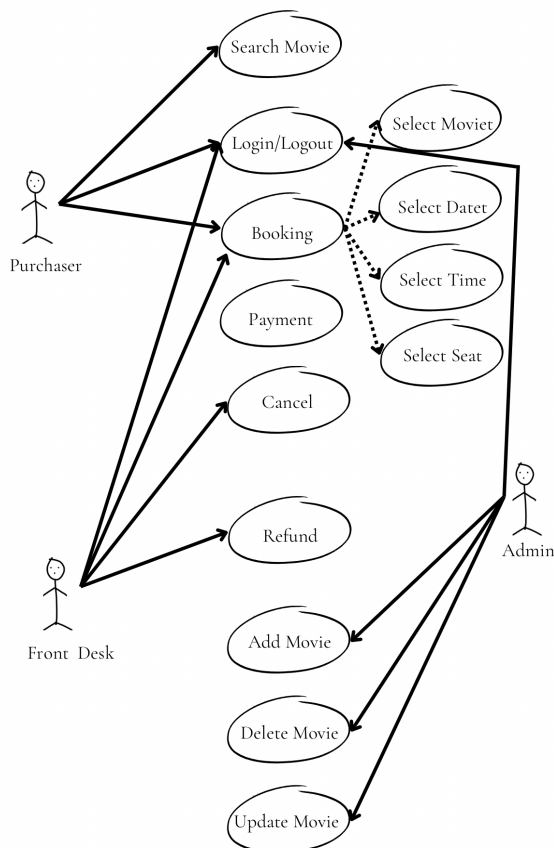 Search Movie
Select Moviet
Login/Logout
Select Datet
Booking
Purchaser
Select Time
Payment
Select Seat
Cancel
Refund
Admin
Add Movie
Front Desk
Delete Movie
Update Movie